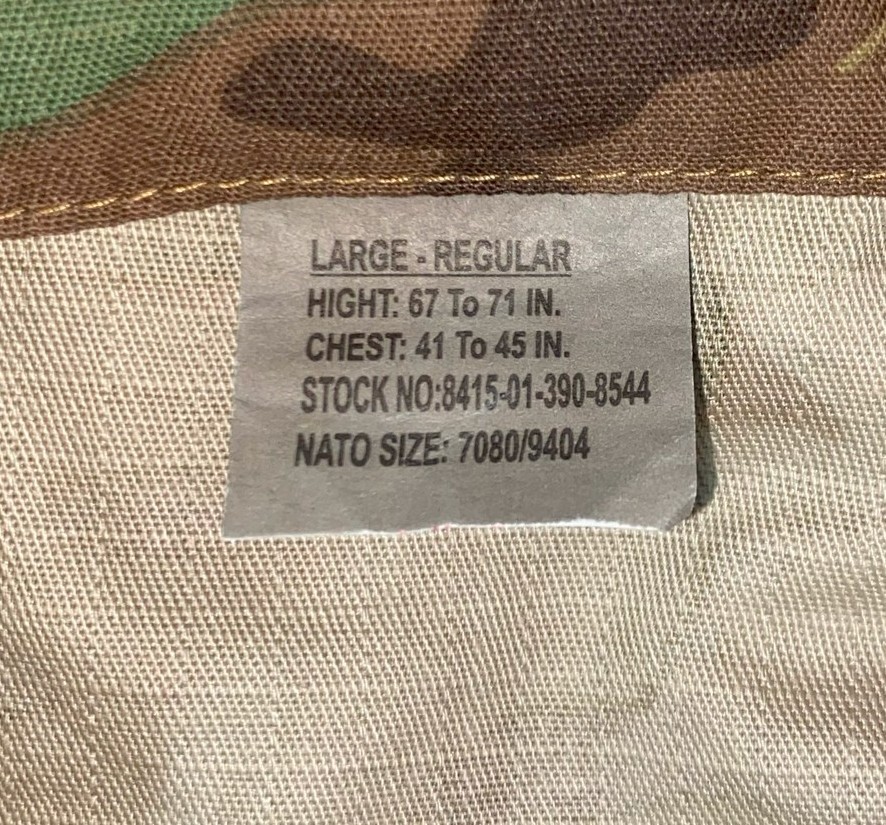 LARGE - REGULAR
HIGHT: 67 To 71 IN.
CHEST: 41 To 45 IN.
STOCK NO:8415-01-390-8544
NATO SIZE: 7080/9404